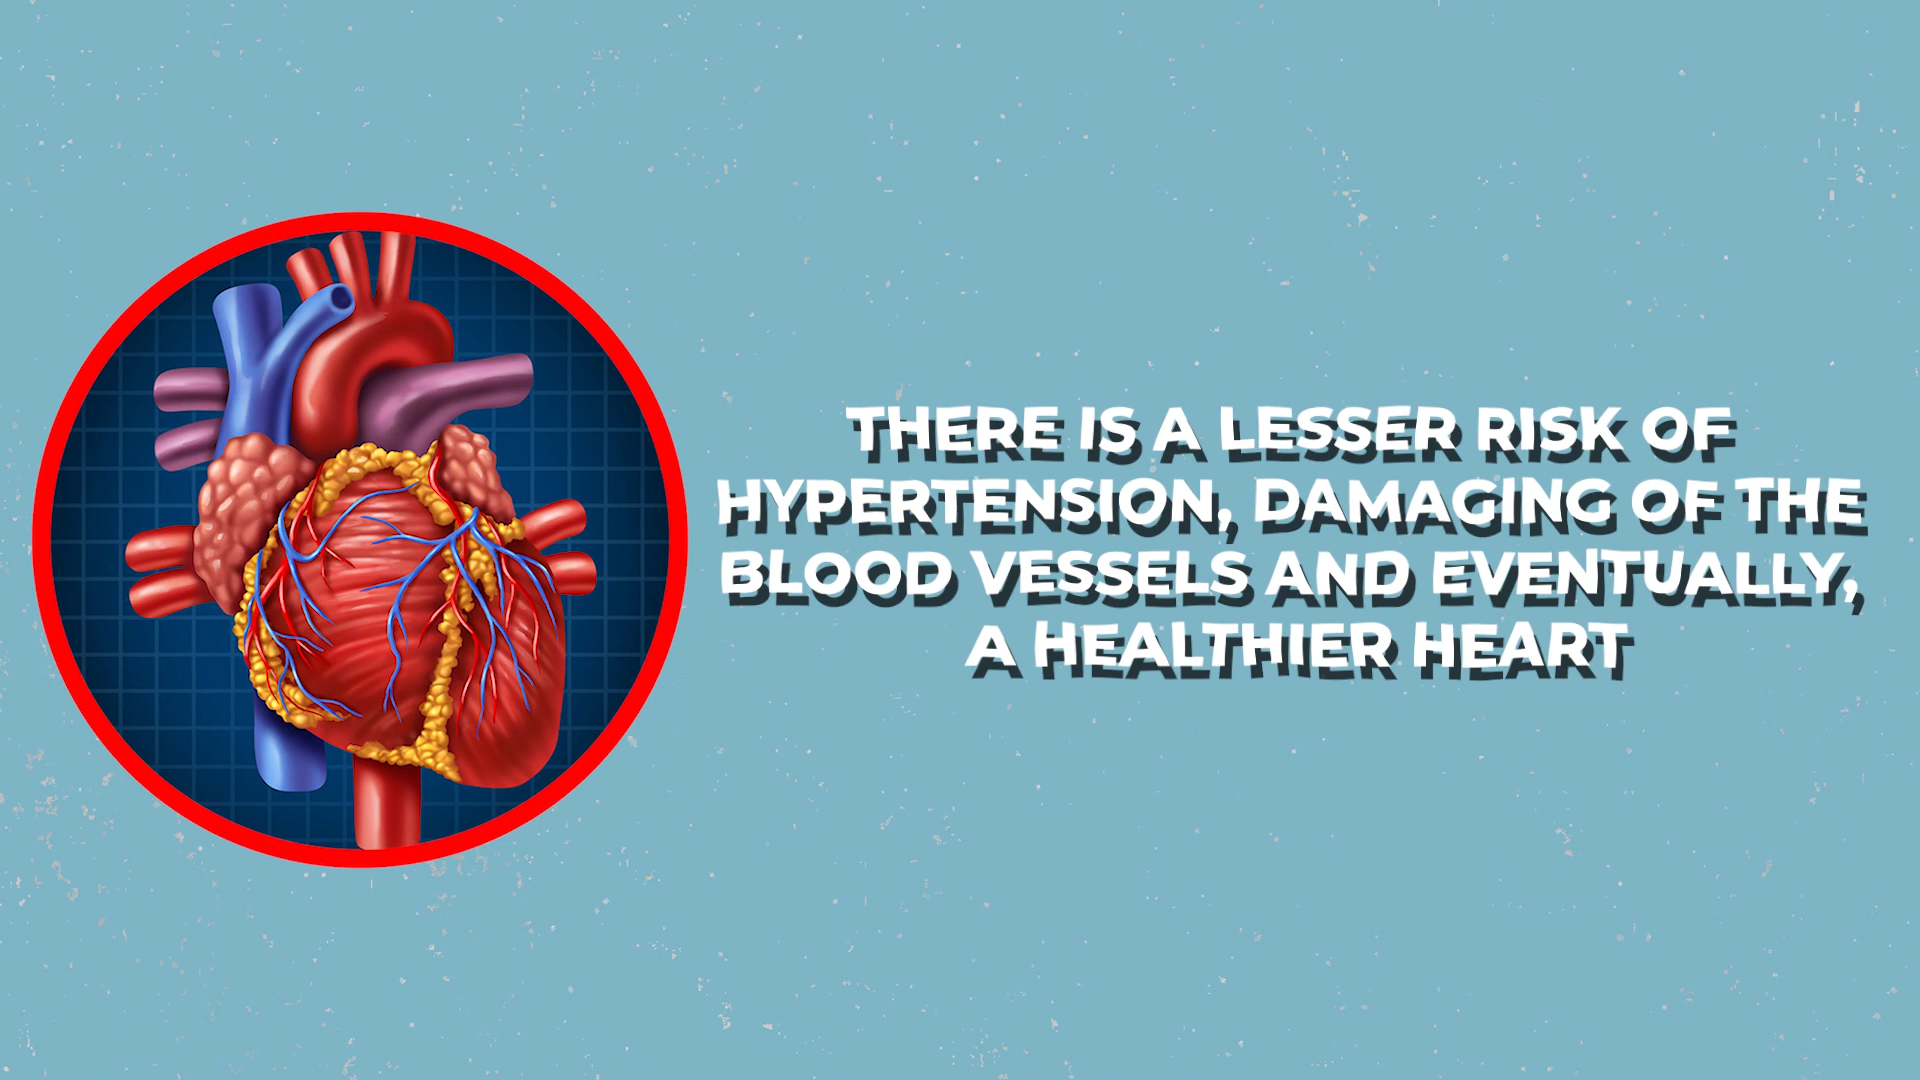 THERE IS A LESSER RISK OF
HYPERTENSION, DAMAGING OF THE
BLOOD VESSELS AND EVENTUALLY,
A HEALTHIER HEART